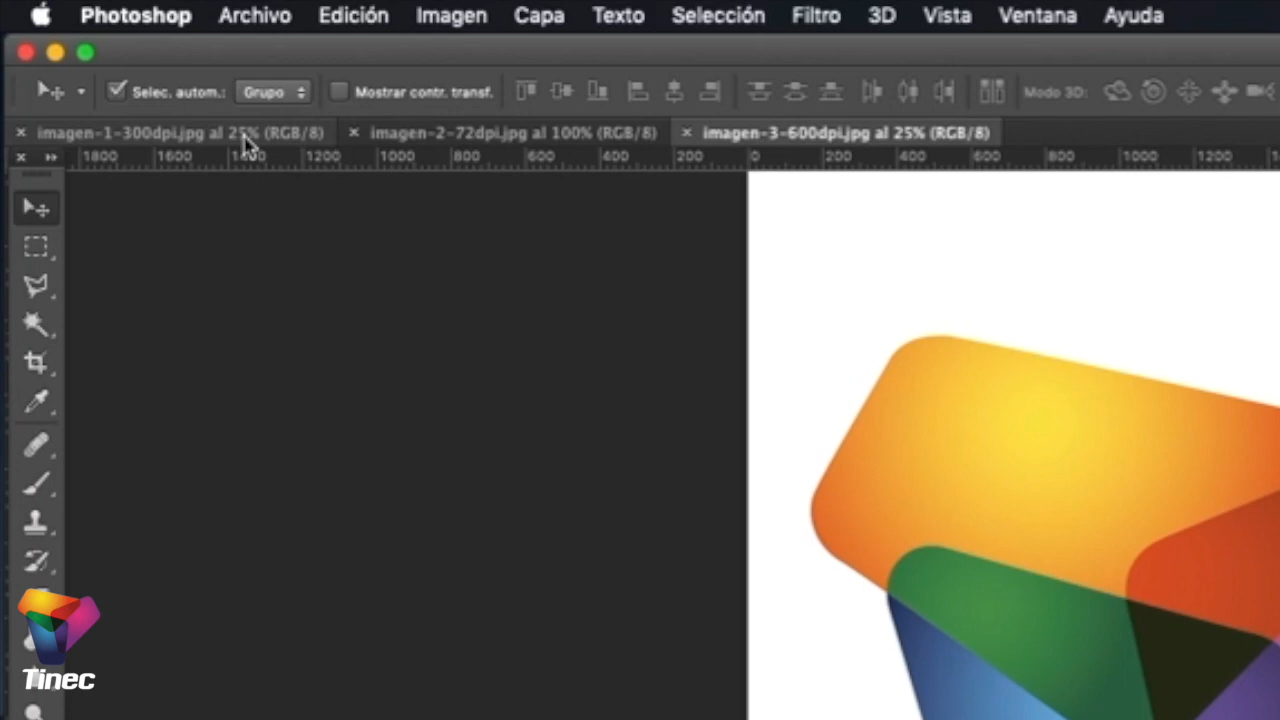 Photoshop Archivo Edición Imagen Capa Texto Selección Filtro 3D Vista Ventana Ayuda
Selec. autom.: Grupo Mostrar contr. transf. Modo 3D:
imagen-1-300dpi.jpg al 25% (RGB/8) imagen-2-72dpi.jpg al 100% (RGB/8) imagen-3-600dpi.jpg al 25% (RGB/8)
1800 1600 1200 1000 800 600 400 200 0 200 400 600 800 1000 1200
Tinec